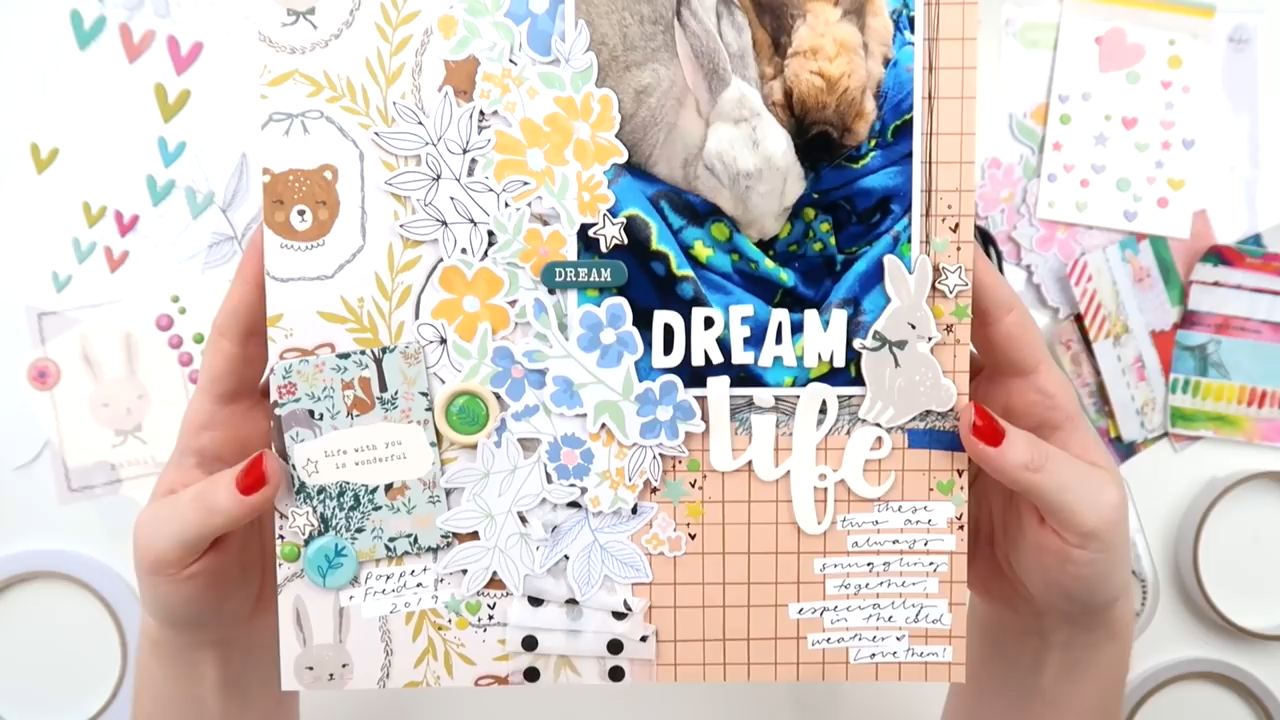 DREAM
DREAM
life
Life with you
is wonderful
these
two are
always
snuggling
together,
especially
in the cold
weather
Love them!
Poppet
+ Freida ft.
2019